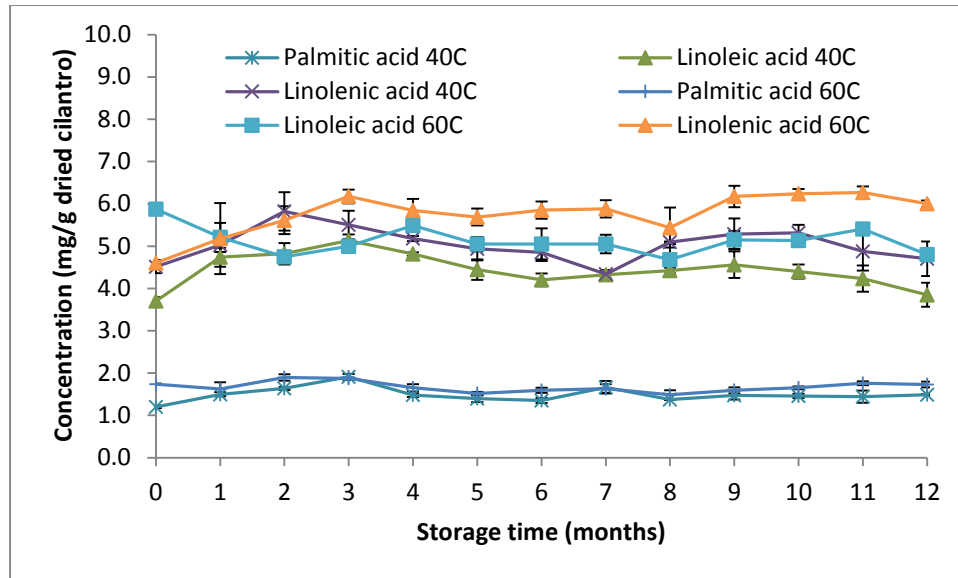 10.0
9.0
8.0
7.0
6.0
5.0
4.0
3.0
2.0
1.0
0.0
Concentration (mg/g dried cilantro)
Palmitic acid 40C Linoleic acid 40C
Linolenic acid 40C Palmitic acid 60C
Linoleic acid 60C Linolenic acid 60C
0 1 2 3 4 5 6 7 8 9 10 11 12
Storage time (months)